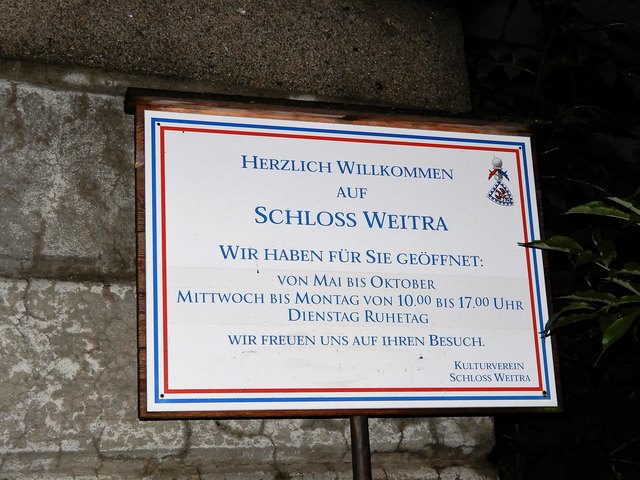 HERZLICH WILLKOMMEN
AUF
SCHLOSS WEITRA
WIR HABEN FÜR SIE GEÖFFNET:
VON MAI BIS OKTOBER
MITTWOCH BIS MONTAG VON 10.00 BIS 17.00 UHR
DIENSTAG RUHETAG
WIR FREUEN UNS AUF IHREN BESUCH.
KULTURVEREIN
SCHLOSS WEITRA